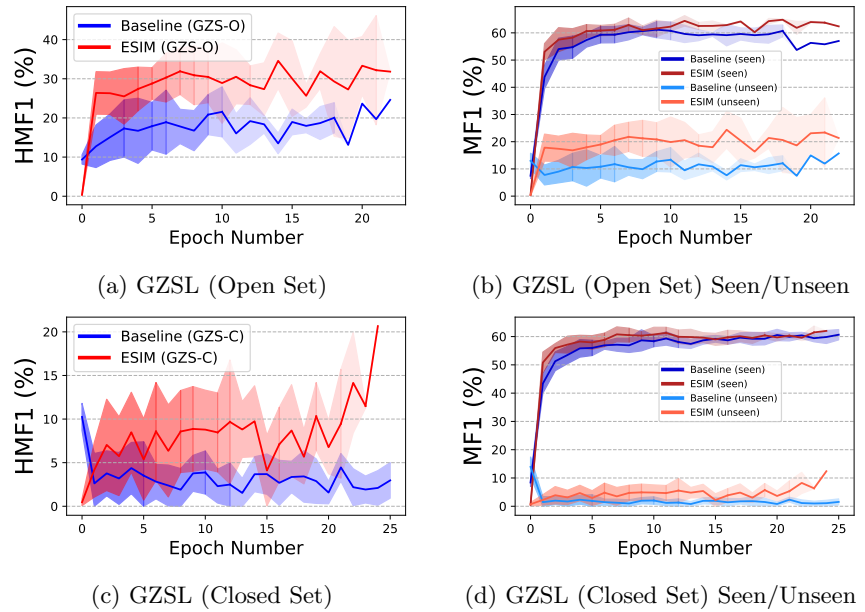 Baseline (GZS-O)
ESIM (GZS-O)
HMF1 (%)
40
30
20
10
0
0 5 10 15 20
Epoch Number
(a) GZSL (Open Set)
Baseline (seen)
ESIM (seen)
Baseline (unseen)
ESIM (unseen)
MF1 (%)
60
50
40
30
20
10
0
0 5 10 15 20
Epoch Number
(b) GZSL (Open Set) Seen/Unseen
Baseline (GZS-C)
ESIM (GZS-C)
HMF1 (%)
20
15
10
5
0
0 5 10 15 20 25
Epoch Number
(c) GZSL (Closed Set)
Baseline (seen)
ESIM (seen)
Baseline (unseen)
ESIM (unseen)
MF1 (%)
60
50
40
30
20
10
0
0 5 10 15 20 25
Epoch Number
(d) GZSL (Closed Set) Seen/Unseen